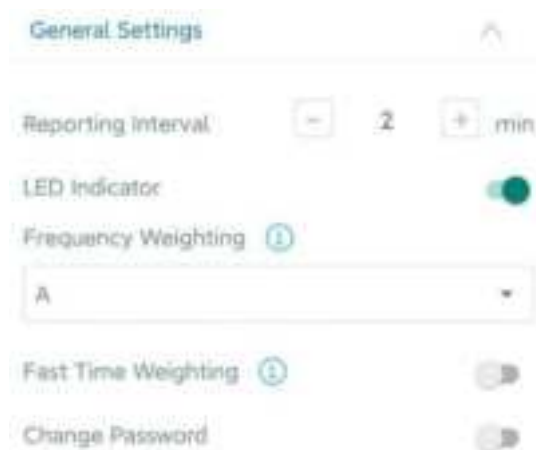 General Settings
Reporting Interval - 2 + min
LED Indicator
Frequency Weighting
A
Fast Time Weighting
Change Password